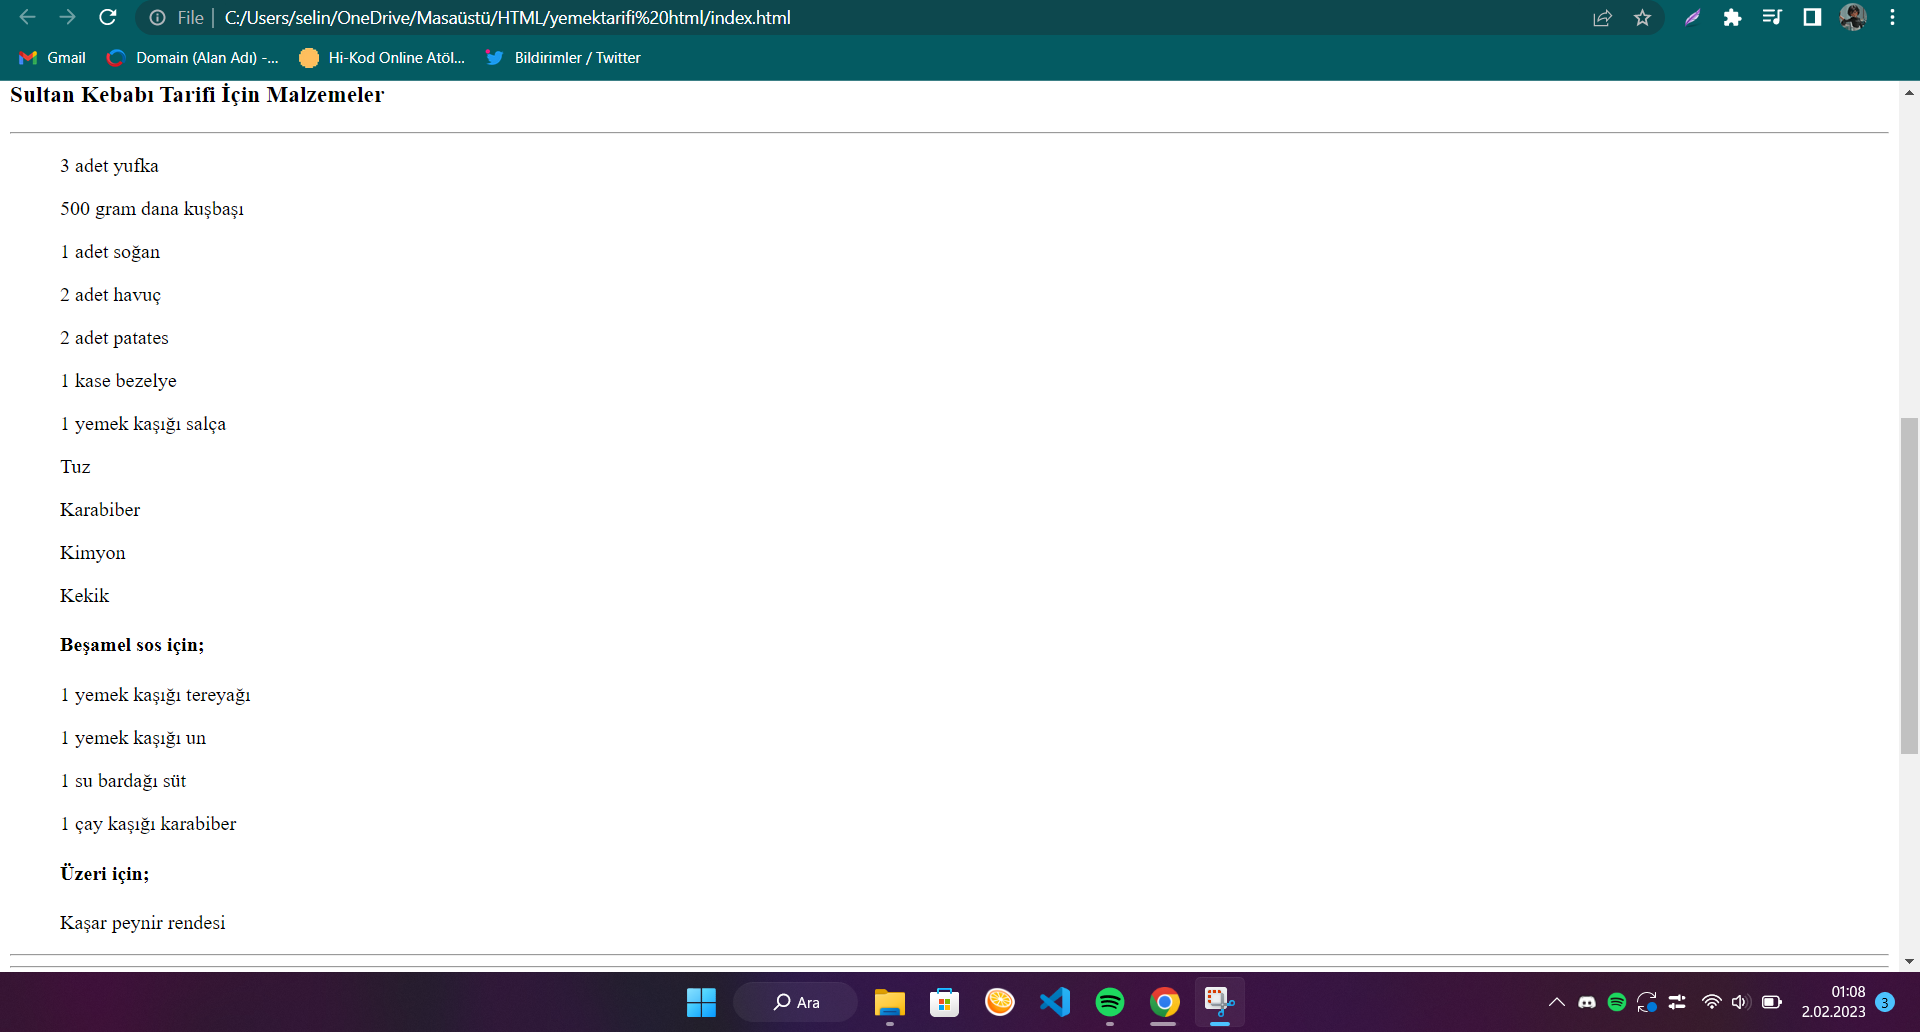 File | C:/Users/selin/OneDrive/Masaüstü/HTML/yemektarifi%20html/index.html
Gmail Domain (Alan Adı) -... Hi-Kod Online Atöl... Bildirimler / Twitter
Sultan Kebabı Tarifi İçin Malzemeler
3 adet yufka
500 gram dana kuşbaşı
1 adet soğan
2 adet havuç
2 adet patates
1 kase bezelye
1 yemek kaşığı salça
Tuz
Karabiber
Kimyon
Kekik
Beşamel sos için;
1 yemek kaşığı tereyağı
1 yemek kaşığı un
1 su bardağı süt
1 çay kaşığı karabiber
Üzeri için;
Kaşar peynir rendesi
Ara
01:08
2.02.2023
3